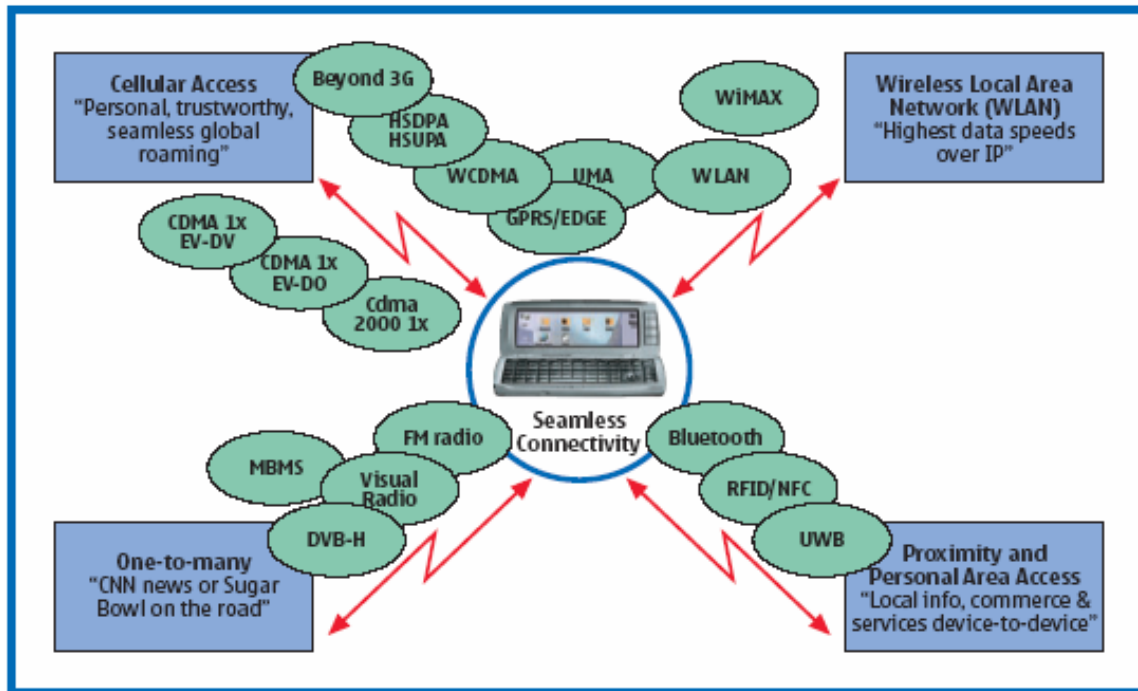 Cellular Access
“Personal, trustworthy,
seamless global
roaming”
Beyond 3G
HSDPA
HSUPA
WCDMA
UMA
GPRS/EDGE
WiMAX
WLAN
Wireless Local Area
Network (WLAN)
“Highest data speeds
over IP”
CDMA 1x
EV-DV
CDMA 1x
EV-DO
Cdma
2000 1x
Seamless
Connectivity
FM radio
MBMS
Visual
Radio
DVB-H
Bluetooth
RFID/NFC
UWB
One-to-many
“CNN news or Sugar
Bowl on the road”
Proximity and
Personal Area Access
“Local info, commerce &
services device-to-device”